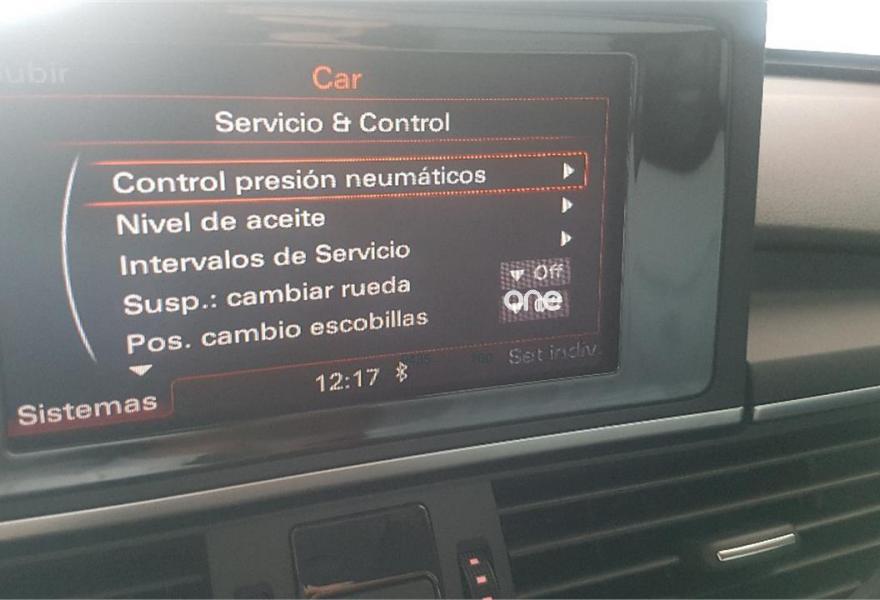 Subir
Car
Servicio & Control
Control presión neumáticos
Nivel de aceite
Intervalos de Servicio
Susp.: cambiar rueda
Off
Pos. cambio escobillas
one
12:17
Set indiv.
Sistemas